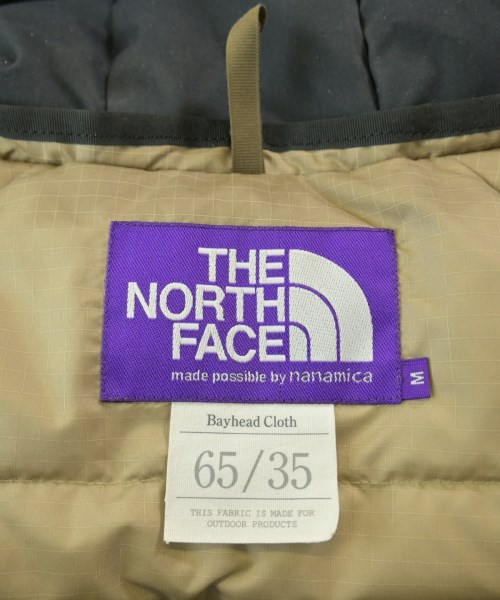 THE
NORTH
FACE
made possible by nanamica
M
Bayhead Cloth
65/35
THIS FABRIC IS MADE FOR
OUTDOOR PRODUCTS